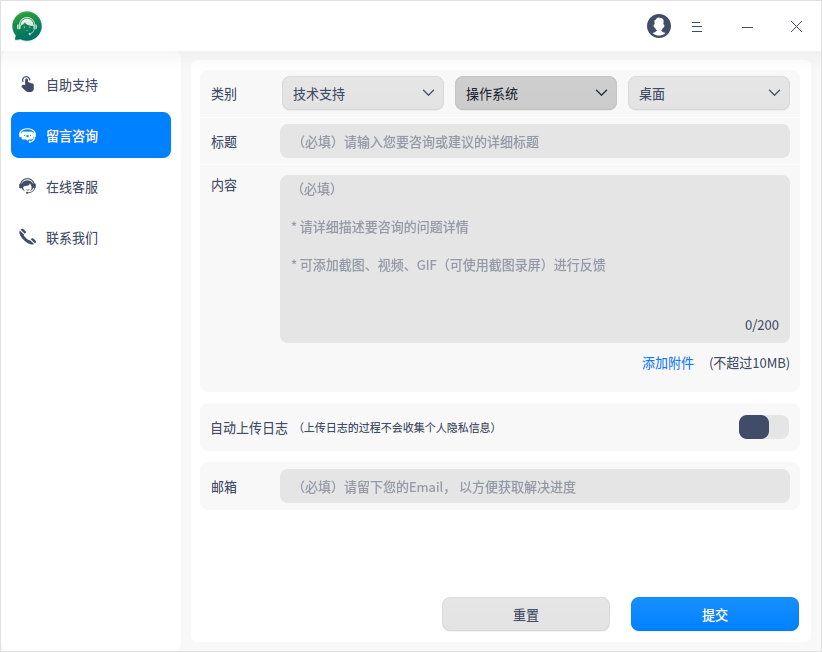 自助支持
留言咨询
在线客服
联系我们
类别 技术支持 操作系统 桌面
标题 （必填）请输入您要咨询或建议的详细标题
内容 （必填）
* 请详细描述要咨询的问题详情
* 可添加截图、视频、GIF（可使用截图录屏）进行反馈
0/200
添加附件 (不超过10MB)
自动上传日志 （上传日志的过程不会收集个人隐私信息）
邮箱 （必填）请留下您的Email， 以方便获取解决进度
重置 提交